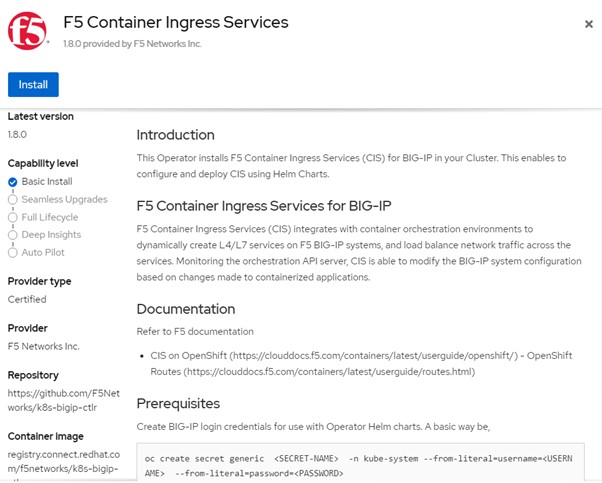 f5
F5 Container Ingress Services
1.8.0 provided by F5 Networks Inc.
Install
Latest version
1.8.0
Capability level
Basic Install
Seamless Upgrades
Full Lifecycle
Deep Insights
Auto Pilot
Provider type
Certified
Provider
F5 Networks Inc.
Repository
https://github.com/F5Net
works/k8s-bigip-ctlr
Container image
registry.connect.redhat.co
m/f5networks/k8s-bigip-
Introduction
This Operator installs F5 Container Ingress Services (CIS) for BIG-IP in your Cluster. This enables to
configure and deploy CIS using Helm Charts.
F5 Container Ingress Services for BIG-IP
F5 Container Ingress Services (CIS) integrates with container orchestration environments to
dynamically create L4/L7 services on F5 BIG-IP systems, and load balance network traffic across the
services. Monitoring the orchestration API server, CIS is able to modify the BIG-IP system configuration
based on changes made to containerized applications.
Documentation
Refer to F5 documentation
• CIS on OpenShift (https://clouddocs.f5.com/containers/latest/userguide/openshift/) - OpenShift
Routes (https://clouddocs.f5.com/containers/latest/userguide/routes.html)
Prerequisites
Create BIG-IP login credentials for use with Operator Helm charts. A basic way be,
oc create secret generic <SECRET-NAME> -n kube-system --from-literal=username=<USERN
AME> --from-literal=password=<PASSWORD>